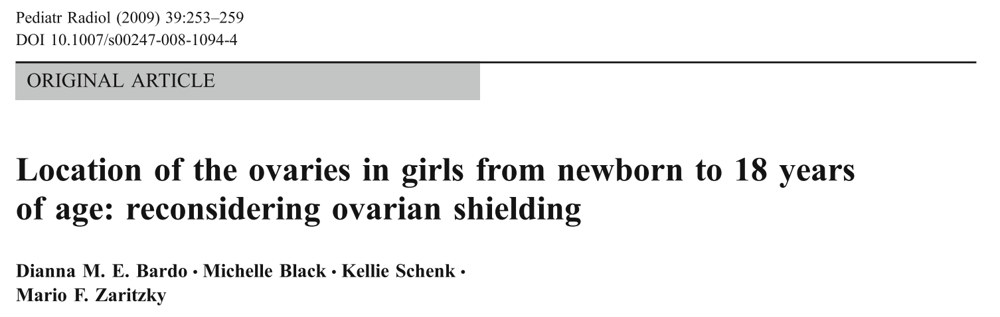 Pediatr Radiol (2009) 39:253–259
DOI 10.1007/s00247-008-1094-4
ORIGINAL ARTICLE
Location of the ovaries in girls from newborn to 18 years
of age: reconsidering ovarian shielding
Dianna M. E. Bardo · Michelle Black · Kellie Schenk ·
Mario F. Zaritzky